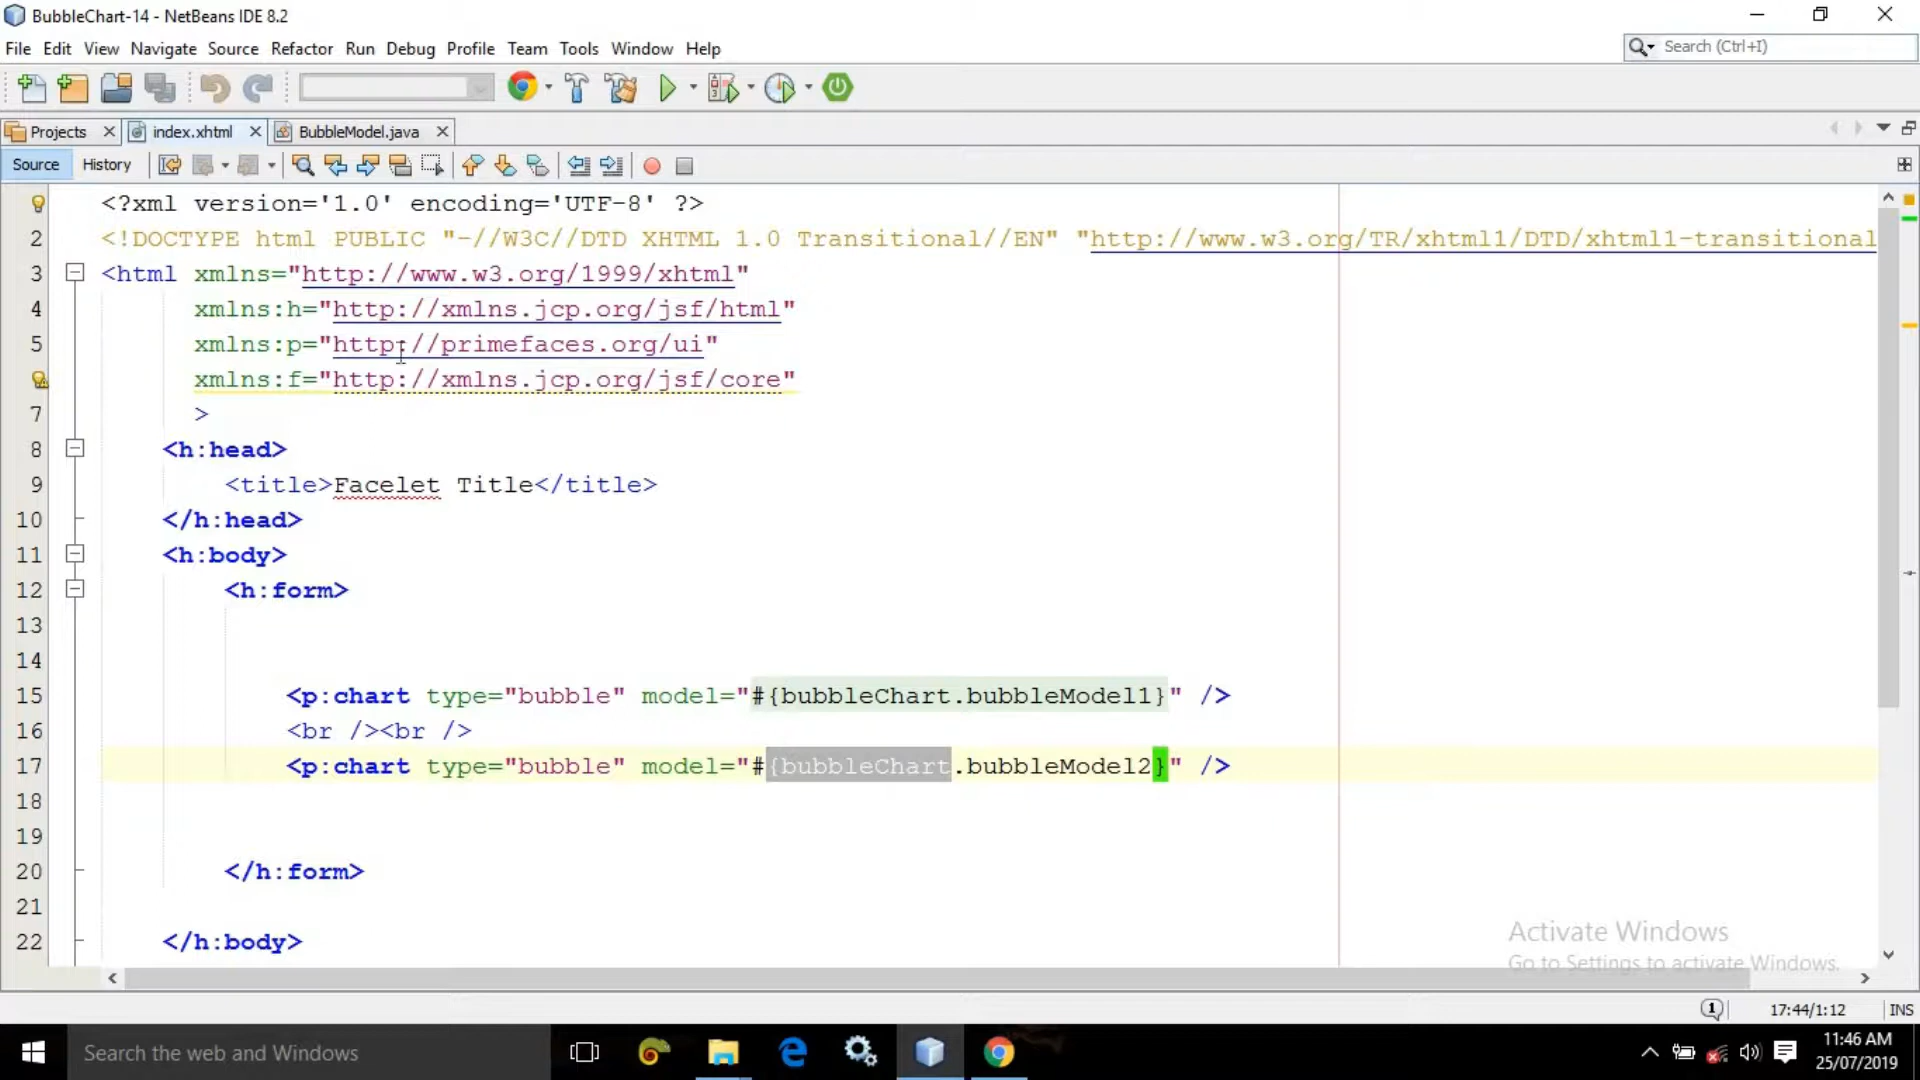 BubbleChart-14 - NetBeans IDE 8.2
File Edit View Navigate Source Refactor Run Debug Profile Team Tools Window Help
Search (Ctrl+I)
Projects index.xhtml BubbleModel.java
Source History
<?xml version='1.0' encoding='UTF-8' ?>
2 <!DOCTYPE html PUBLIC "-//W3C//DTD XHTML 1.0 Transitional//EN" "http://www.w3.org/TR/xhtml1/DTD/xhtml1-transitional
3 <html xmlns="http://www.w3.org/1999/xhtml"
4 xmlns:h="http://xmlns.jcp.org/jsf/html"
5 xmlns:p="http://primefaces.org/ui"
xmlns:f="http://xmlns.jcp.org/jsf/core"
7 >
8 <h:head>
9 <title>Facelet Title</title>
10 </h:head>
11 <h:body>
12 <h:form>
13
14
15 <p:chart type="bubble" model="#{bubbleChart.bubbleModel1}" />
16 <br /><br />
17 <p:chart type="bubble" model="#{bubbleChart.bubbleModel2}" />
18
19
20 </h:form>
21
22 </h:body>
Activate Windows
Go to Settings to activate Windows.
1 17:44/1:12 INS
Search the web and Windows
11:46 AM
25/07/2019